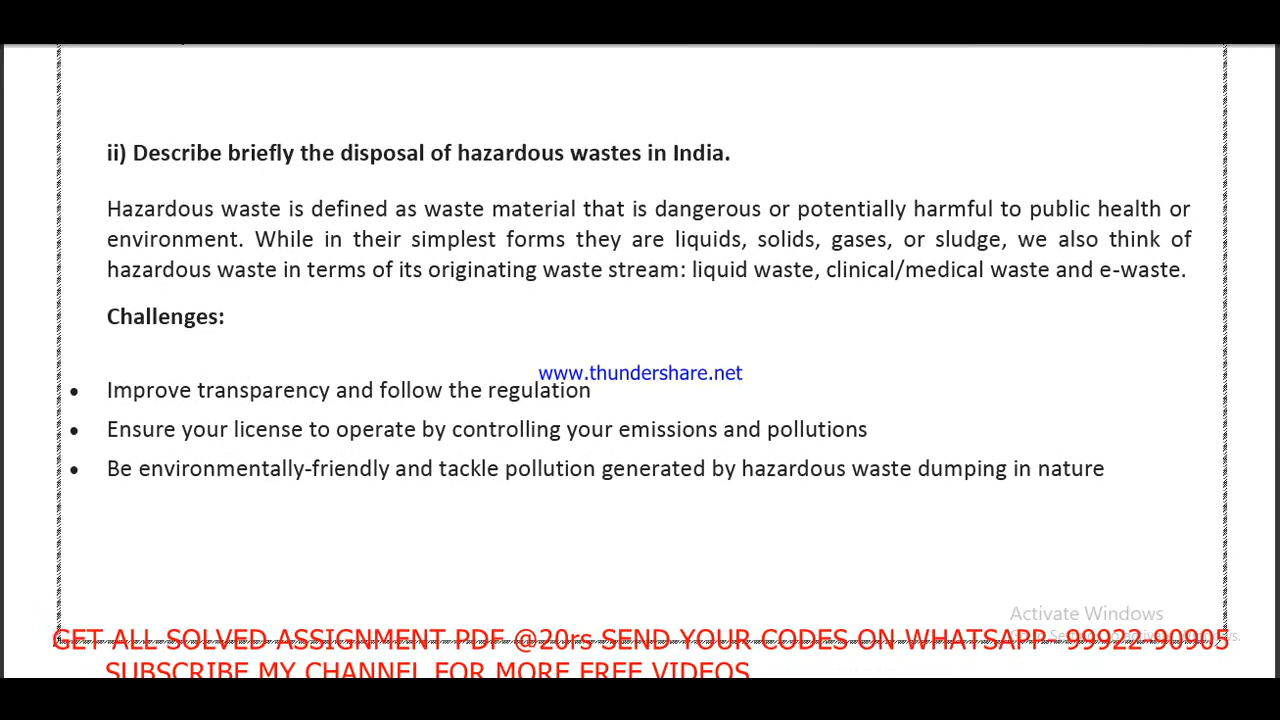 ii) Describe briefly the disposal of hazardous wastes in India.
Hazardous waste is defined as waste material that is dangerous or potentially harmful to public health or
environment. While in their simplest forms they are liquids, solids, gases, or sludge, we also think of
hazardous waste in terms of its originating waste stream: liquid waste, clinical/medical waste and e-waste.
Challenges:
www.thundershare.net
• Improve transparency and follow the regulation
• Ensure your license to operate by controlling your emissions and pollutions
• Be environmentally-friendly and tackle pollution generated by hazardous waste dumping in nature
Activate Windows
GET ALL SOLVED ASSIGNMENT PDF @20rs SEND YOUR CODES ON WHATSAPP- 99922-90905
SUBSCRIBE MY CHANNEL FOR MORE FREE VIDEOS